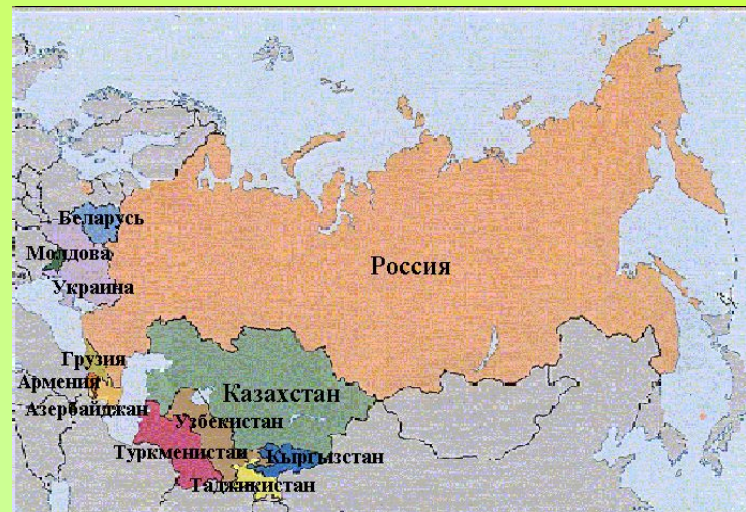 Беларусь
Молдова
Россия
Украина
Грузия
Армения
Казахстан
Азербайджан
Узбекистан
Туркменистан
Кыргызстан
Таджикистан